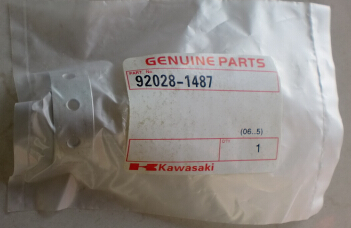 GENUINE PARTS
PART No.
92028-1487
(06..5)
QTY
1
Kawasaki